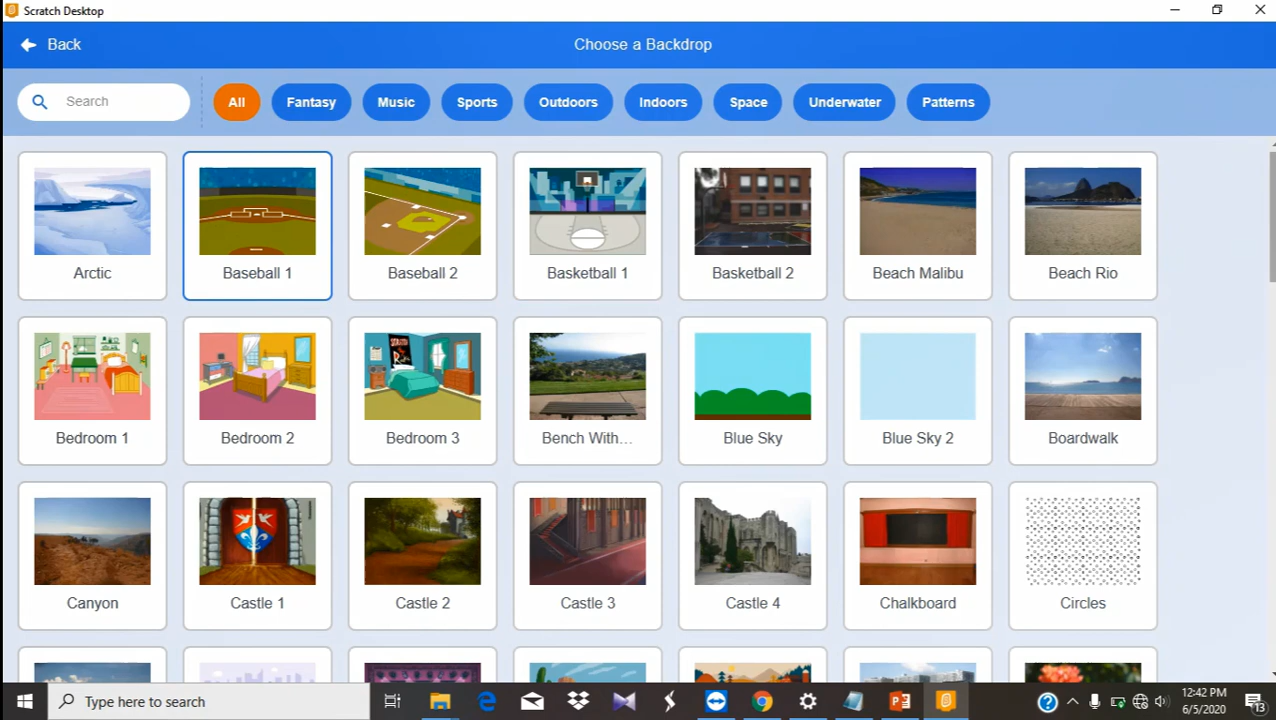 Scratch Desktop
Back
Choose a Backdrop
Search
All
Fantasy
Music
Sports
Outdoors
Indoors
Space
Underwater
Patterns
Arctic
Baseball 1
Baseball 2
Basketball 1
Basketball 2
Beach Malibu
Beach Rio
Bedroom 1
Bedroom 2
Bedroom 3
Bench With...
Blue Sky
Blue Sky 2
Boardwalk
Canyon
Castle 1
Castle 2
Castle 3
Castle 4
Chalkboard
Circles
Type here to search
12:42 PM
6/5/2020
13